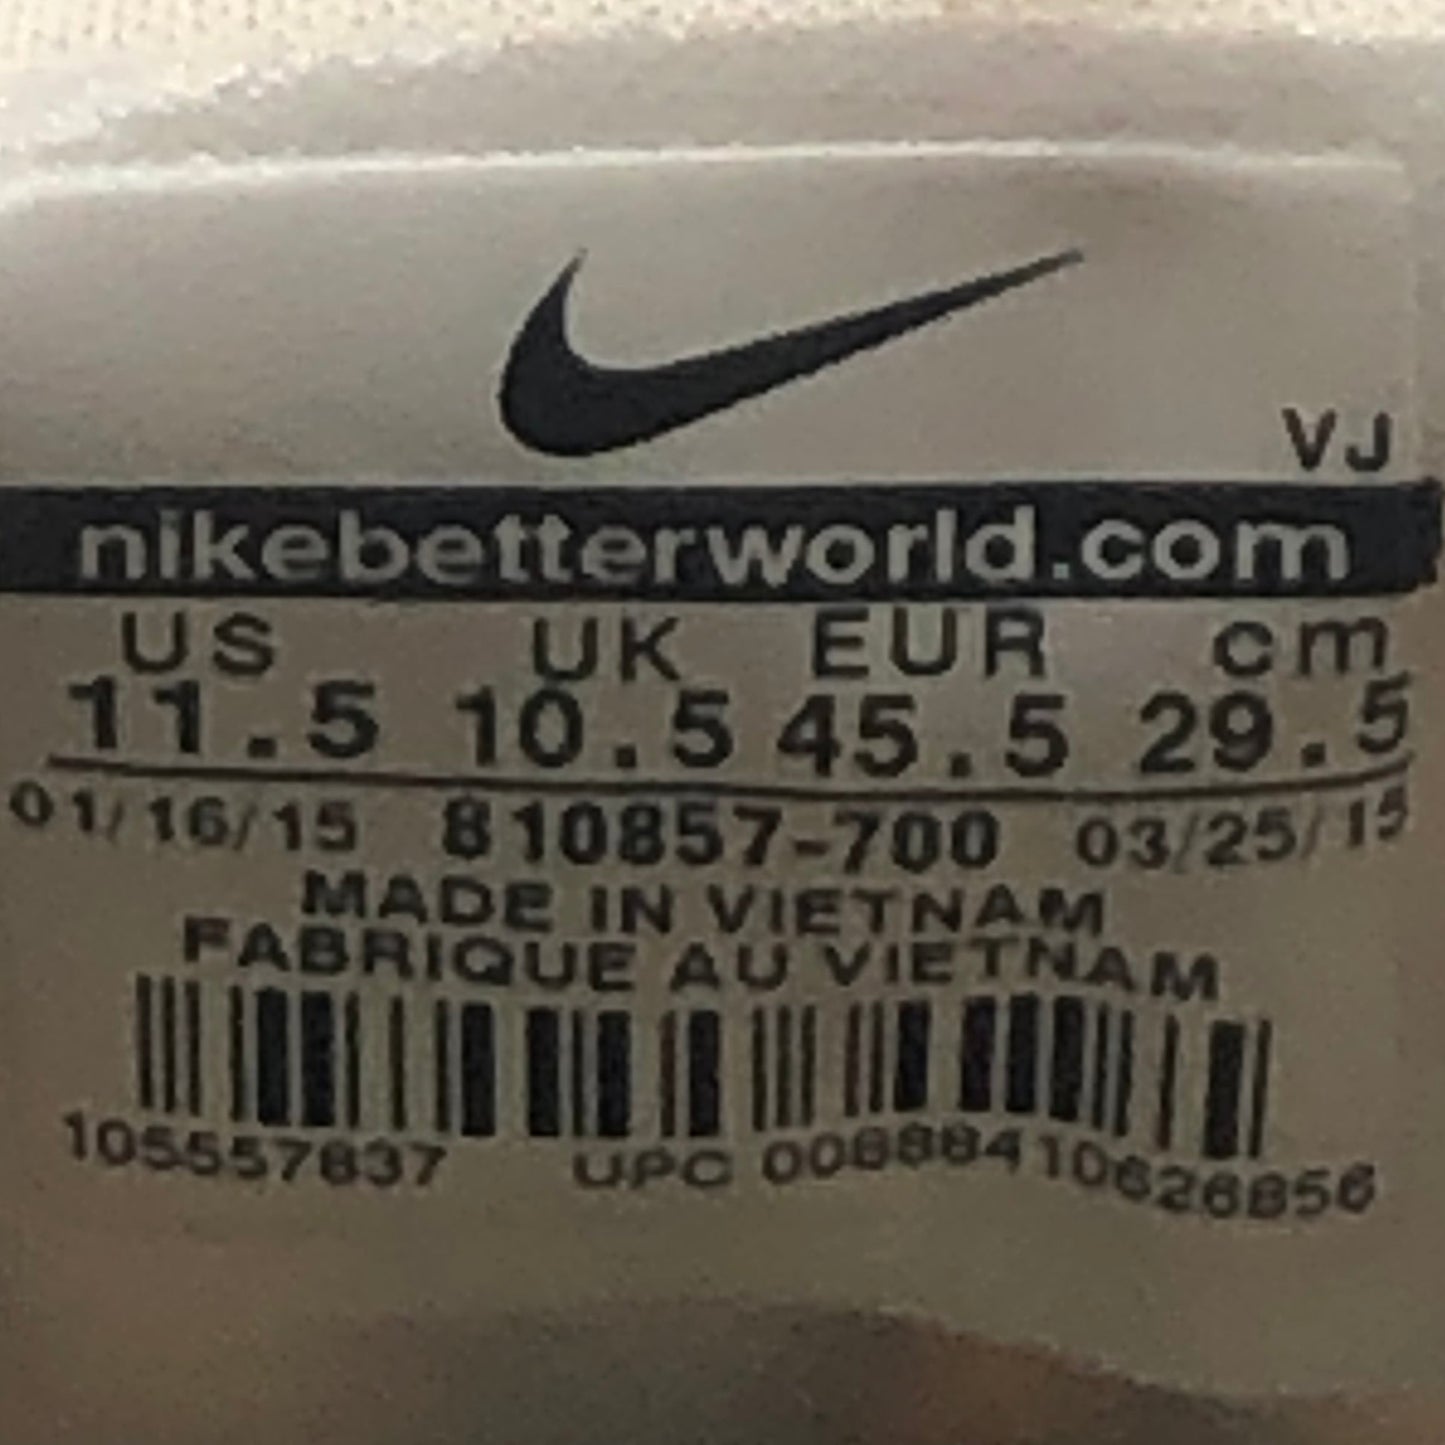 VJ
nikebetterworld.com
US UK EUR cm
11.5 10.5 45.5 29.5
01/16/15 810857-700 03/25/15
MADE IN VIETNAM
FABRIQUE AU VIETNAM
105557837 UPC 00888410626856